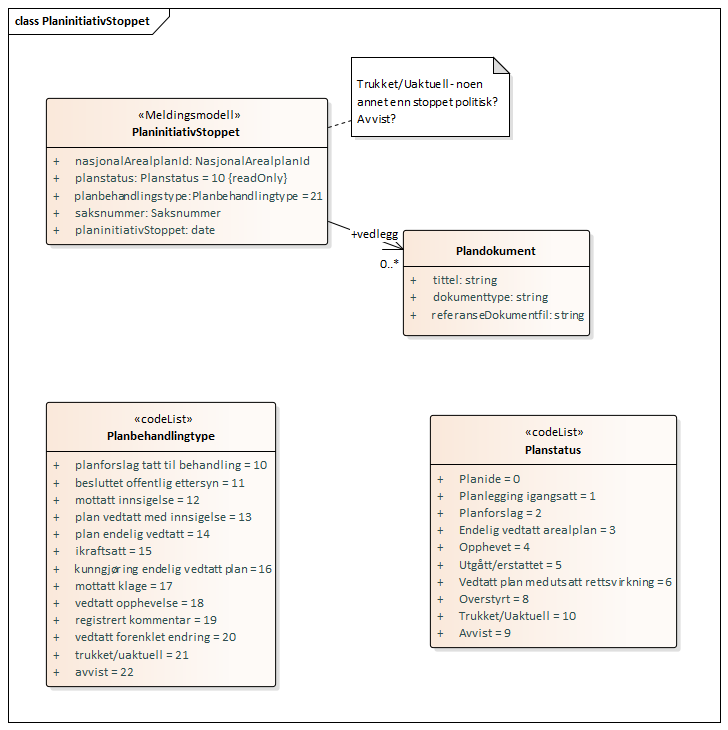 class PlaninitiativStoppet
Trukket/Uaktuell - noen
annet enn stoppet politisk?
Avvist?
«Meldingsmodell»
PlaninitiativStoppet
+ nasjonalArealplanId: NasjonalArealplanId
+ planstatus: Planstatus = 10 {readOnly}
+ planbehandlingstype:Planbehandlingtype = 21
+ saksnummer: Saksnummer
+ planinitiativStoppet: date
+vedlegg
0..*
Plandokument
+ tittel: string
+ dokumenttype: string
+ referanseDokumentfil: string
«codeList»
Planbehandlingtype
+ planforslag tatt til behandling = 10
+ besluttet offentlig ettersyn = 11
+ mottatt innsigelse = 12
+ plan vedtatt med innsigelse = 13
+ plan endelig vedtatt = 14
+ ikraftsatt = 15
+ kunngjøring endelig vedtatt plan = 16
+ mottatt klage = 17
+ vedtatt opphevelse = 18
+ registrert kommentar = 19
+ vedtatt forenklet endring = 20
+ trukket/uaktuell = 21
+ avvist = 22
«codeList»
Planstatus
+ Planide = 0
+ Planlegging igangsatt = 1
+ Planforslag = 2
+ Endelig vedtatt arealplan = 3
+ Opphevet = 4
+ Utgått/erstattet = 5
+ Vedtatt plan med utsatt rettsvirkning = 6
+ Overstyrt = 8
+ Trukket/Uaktuell = 10
+ Avvist = 9